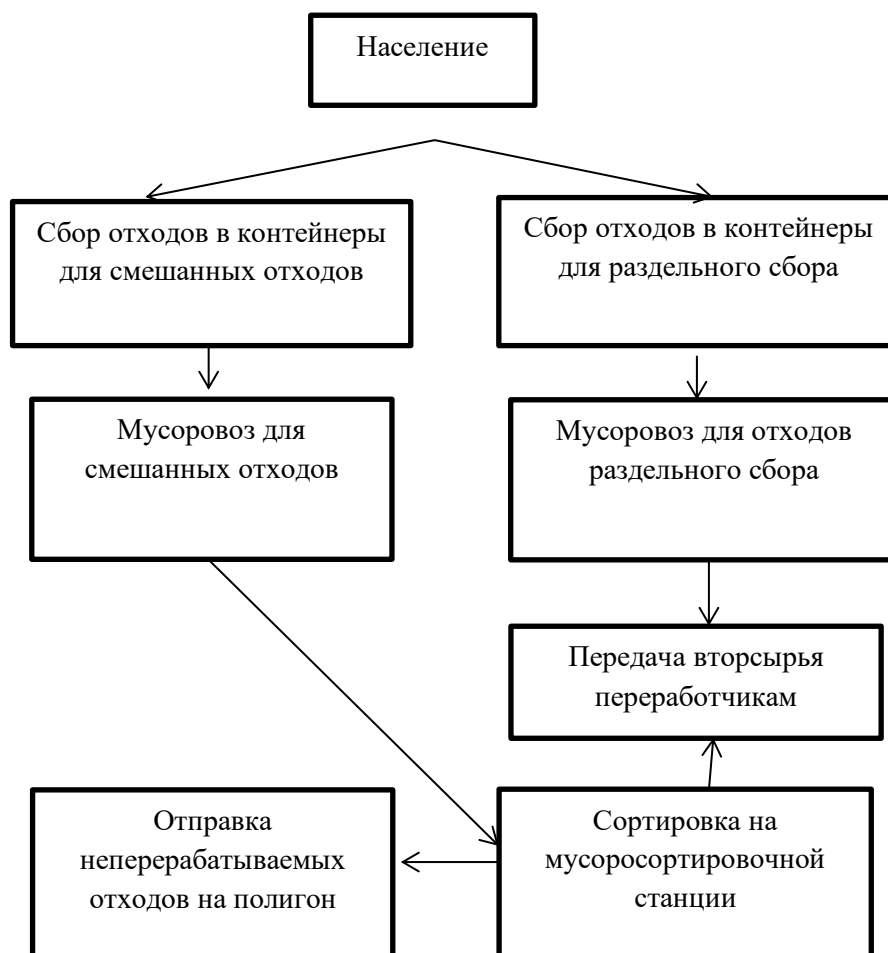 Население
Сбор отходов в контейнеры
для смешанных отходов
Сбор отходов в контейнеры
для раздельного сбора
Мусоровоз для
смешанных отходов
Мусоровоз для отходов
раздельного сбора
Передача вторсырья
переработчикам
Отправка
неперерабатываемых
отходов на полигон
Сортировка на
мусоросортировочной
станции